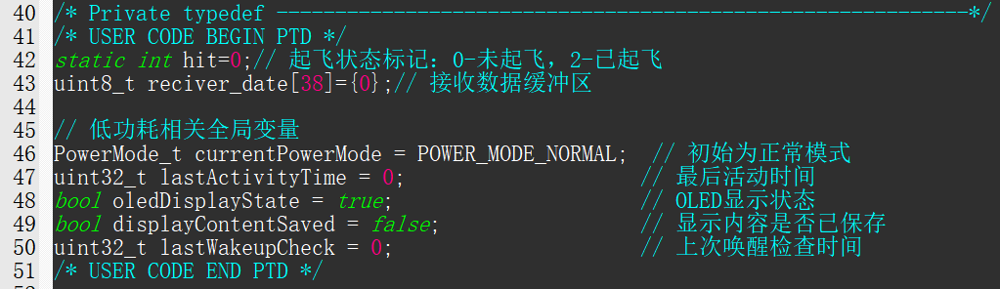 40 /* Private typedef -----------------------------------------------------------*/
41 /* USER CODE BEGIN PTD */
42 static int hit=0;// 起飞状态标记：0-未起飞，2-已起飞
43 uint8_t reciver_date[38]={0};// 接收数据缓冲区
44
45 // 低功耗相关全局变量
46 PowerMode_t currentPowerMode = POWER_MODE_NORMAL;  // 初始为正常模式
47 uint32_t lastActivityTime = 0;                    // 最后活动时间
48 bool oledDisplayState = true;                     // OLED显示状态
49 bool displayContentSaved = false;                 // 显示内容是否已保存
50 uint32_t lastWakeupCheck = 0;                     // 上次唤醒检查时间
51 /* USER CODE END PTD */